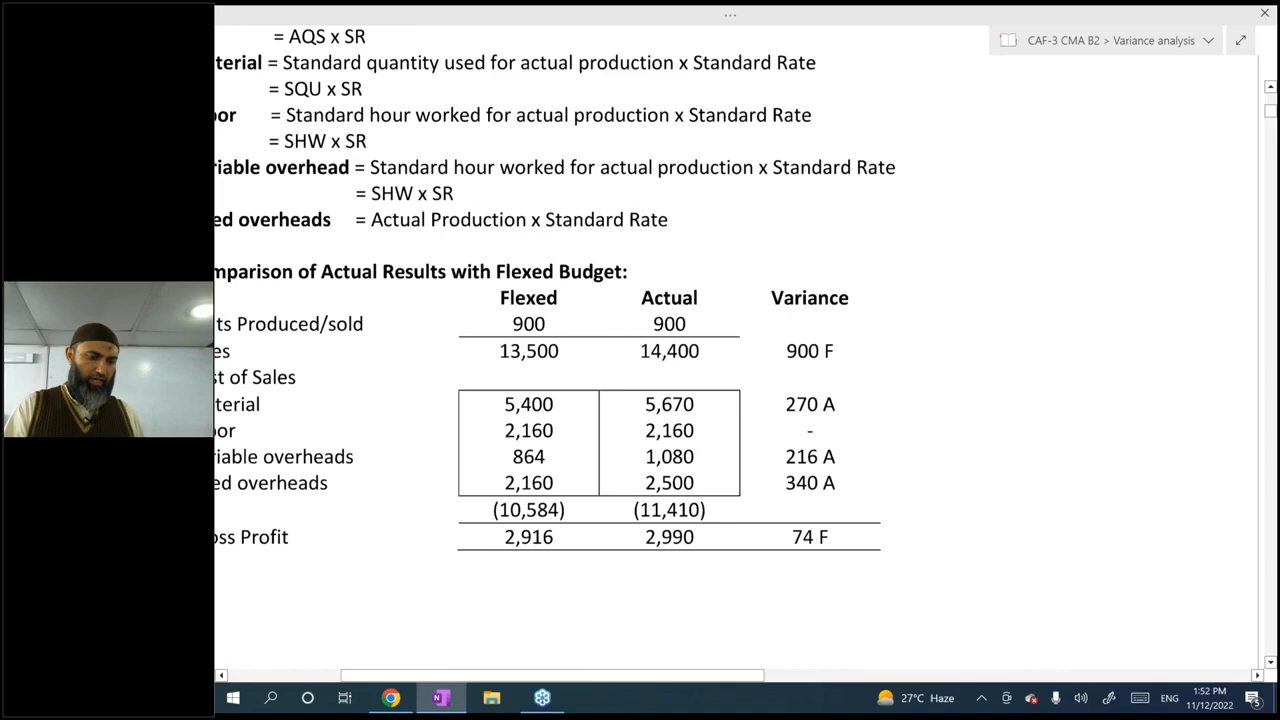 = AQS x SR
CAF-3 CMA B2 > Variance analysis
terial = Standard quantity used for actual production x Standard Rate
= SQU x SR
or = Standard hour worked for actual production x Standard Rate
= SHW x SR
riable overhead = Standard hour worked for actual production x Standard Rate
= SHW x SR
ed overheads = Actual Production x Standard Rate
mparison of Actual Results with Flexed Budget:
Flexed Actual Variance
ts Produced/sold 900 900
es 13,500 14,400 900 F
st of Sales
terial 5,400 5,670 270 A
or 2,160 2,160 -
riable overheads 864 1,080 216 A
ed overheads 2,160 2,500 340 A
(10,584) (11,410)
ss Profit 2,916 2,990 74 F
27°C Haze ENG 1:52 PM
11/12/2022 5